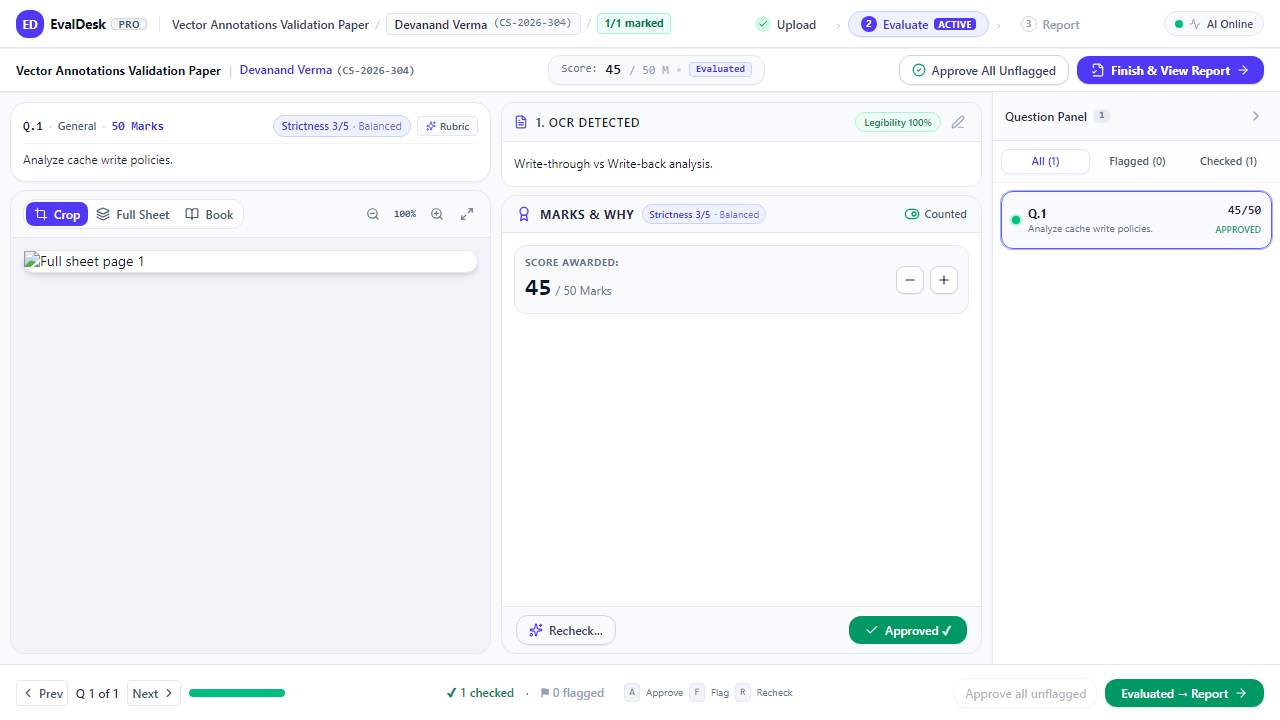 ED EvalDesk PRO Vector Annotations Validation Paper / Devanand Verma (CS-2026-304) / 1/1 marked Upload › 2 Evaluate ACTIVE › 3 Report AI Online
Vector Annotations Validation Paper | Devanand Verma (CS-2026-304) Score: 45 / 50 M • Evaluated Approve All Unflagged Finish & View Report →
Q.1 · General · 50 Marks Strictness 3/5 · Balanced Rubric
Analyze cache write policies.
Crop Full Sheet Book 100%
Full sheet page 1
1. OCR DETECTED Legibility 100%
Write-through vs Write-back analysis.
MARKS & WHY Strictness 3/5 · Balanced Counted
SCORE AWARDED:
45 / 50 Marks − +
Recheck... Approved ✓
Question Panel 1
All (1) Flagged (0) Checked (1)
Q.1 45/50
Analyze cache write policies. APPROVED
Prev Q 1 of 1 Next ✓ 1 checked · 0 flagged A Approve F Flag R Recheck Approve all unflagged Evaluated → Report →